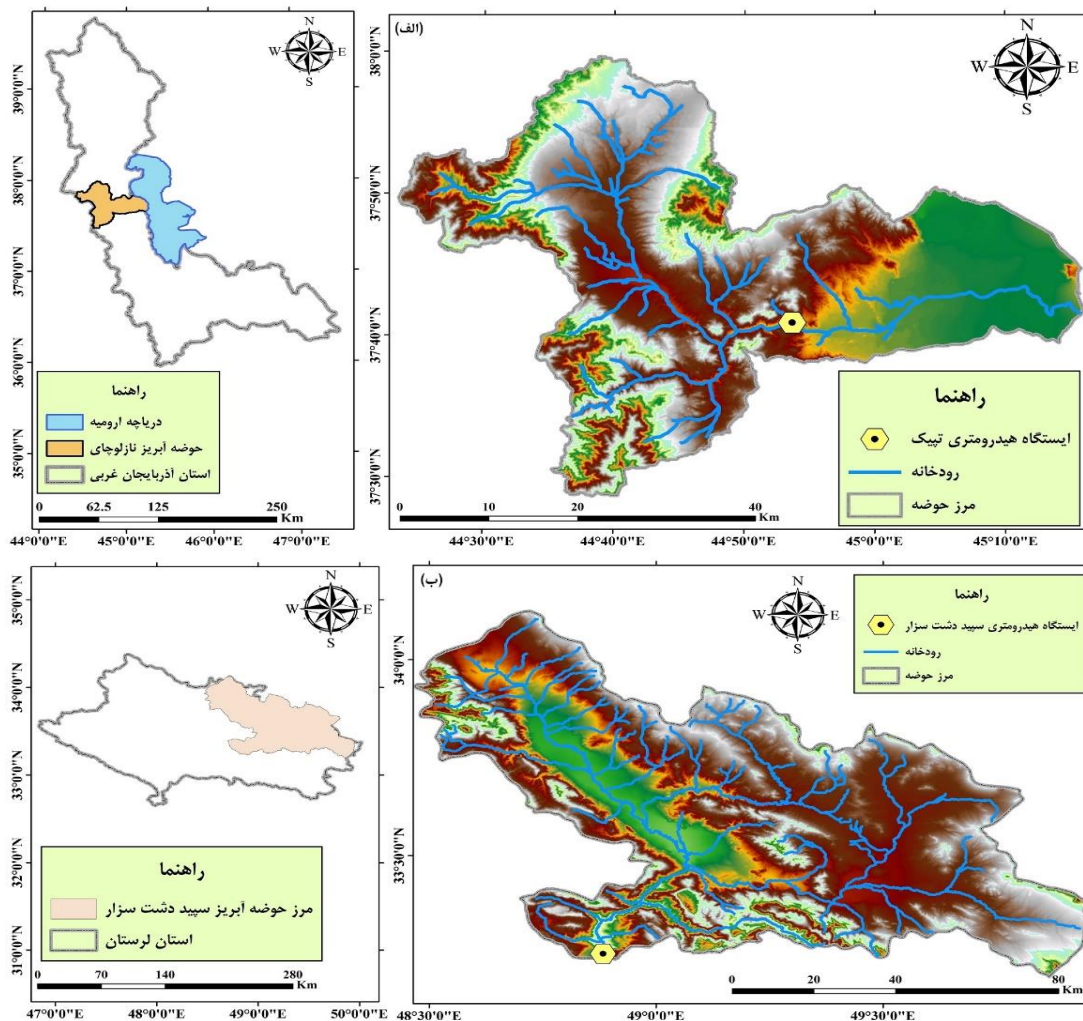 N
W
E
S
39°0'0"N
38°0'0"N
37°0'0"N
36°0'0"N
35°0'0"N
راهنما
دریاچه ارومیه
حوضه آبریز نازلوچای
استان آذربایجان غربی
0 62.5 125 250
Km
44°0'0"E 45°0'0"E 46°0'0"E 47°0'0"E
(الف)
N
W
E
S
38°0'0"N
37°50'0"N
37°40'0"N
37°30'0"N
راهنما
ایستگاه هیدرومتری تپیک
رودخانه
مرز حوضه
0 10 20 40
Km
44°30'0"E 44°40'0"E 44°50'0"E 45°0'0"E 45°10'0"E
N
W
E
S
35°0'0"N
34°0'0"N
33°0'0"N
32°0'0"N
31°0'0"N
راهنما
مرز حوضه آبریز سپید دشت سزار
استان لرستان
0 70 140 280
Km
47°0'0"E 48°0'0"E 49°0'0"E 50°0'0"E
(ب)
N
W
E
S
راهنما
ایستگاه هیدرومتری سپید دشت سزار
رودخانه
مرز حوضه
34°0'0"N
33°30'0"N
0 20 40 80
Km
48°30'0"E 49°0'0"E 49°30'0"E